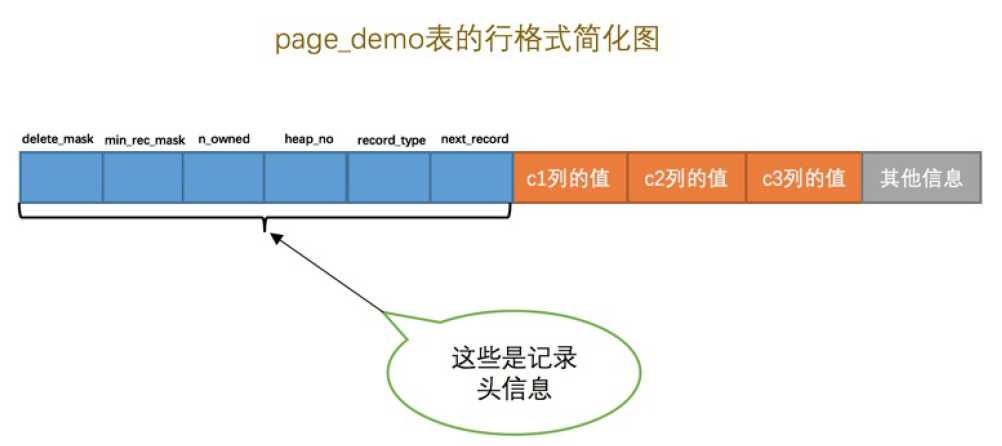 page_demo表的行格式简化图
delete_mask min_rec_mask n_owned heap_no record_type next_record
c1列的值 c2列的值 c3列的值 其他信息
这些是记录
头信息